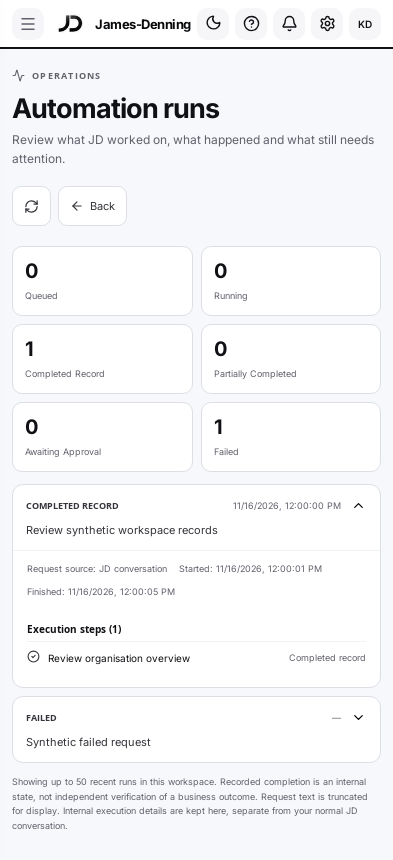 JD James-Denning KD
OPERATIONS
Automation runs
Review what JD worked on, what happened and what still needs
attention.
Back
0 0
Queued Running
1 0
Completed Record Partially Completed
0 1
Awaiting Approval Failed
COMPLETED RECORD 11/16/2026, 12:00:00 PM
Review synthetic workspace records
Request source: JD conversation Started: 11/16/2026, 12:00:01 PM
Finished: 11/16/2026, 12:00:05 PM
Execution steps (1)
Review organisation overview Completed record
FAILED —
Synthetic failed request
Showing up to 50 recent runs in this workspace. Recorded completion is an internal
state, not independent verification of a business outcome. Request text is truncated
for display. Internal execution details are kept here, separate from your normal JD
conversation.